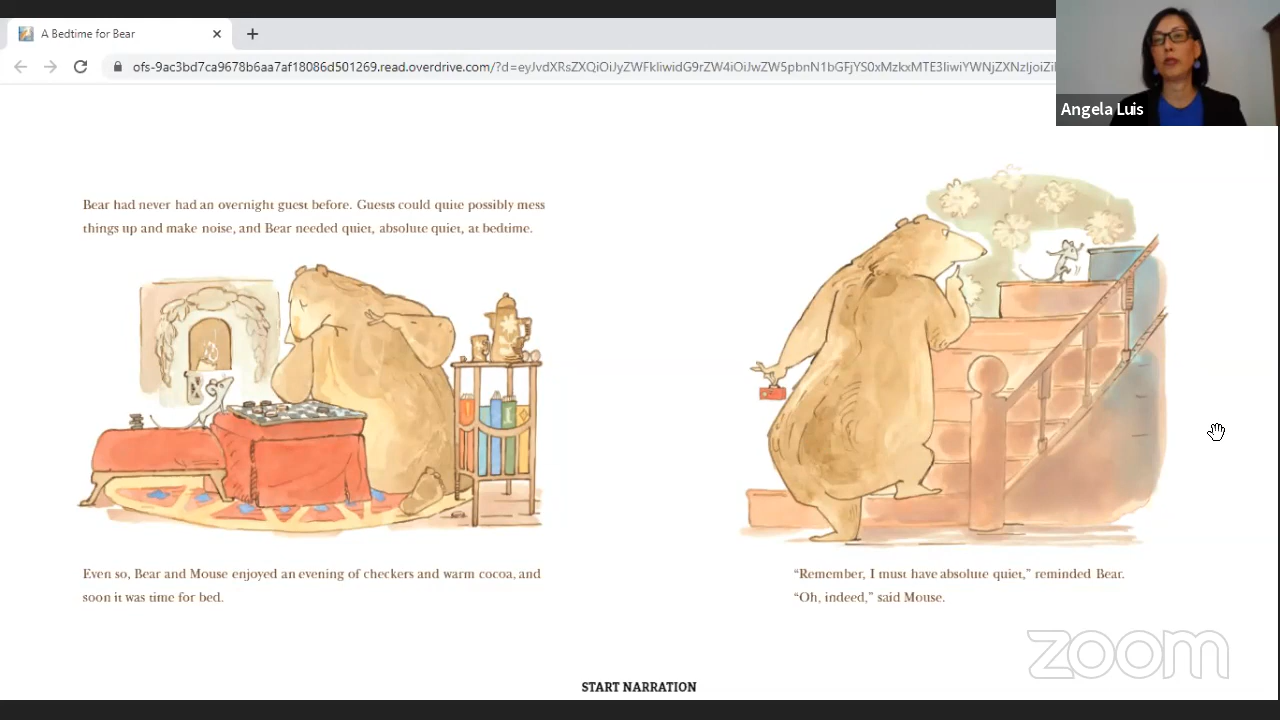 A Bedtime for Bear
ofs-9ac3bd7ca9678b6aa7af18086d501269.read.overdrive.com/?d=
Angela Luis
Bear had never had an overnight guest before. Guests could quite possibly mess
things up and make noise, and Bear needed quiet, absolute quiet, at bedtime.
Even so, Bear and Mouse enjoyed an evening of checkers and warm cocoa, and
soon it was time for bed.
“Remember, I must have absolute quiet,” reminded Bear.
“Oh, indeed,” said Mouse.
zoom
START NARRATION